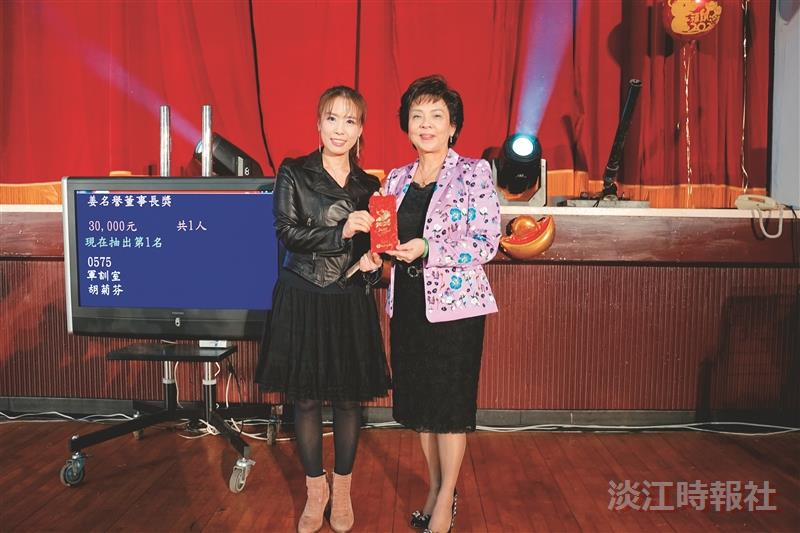 姜名譽董事長獎
30,000元 共1人
現在抽出第1名
0575
軍訓室
胡菊芬
淡江時報社